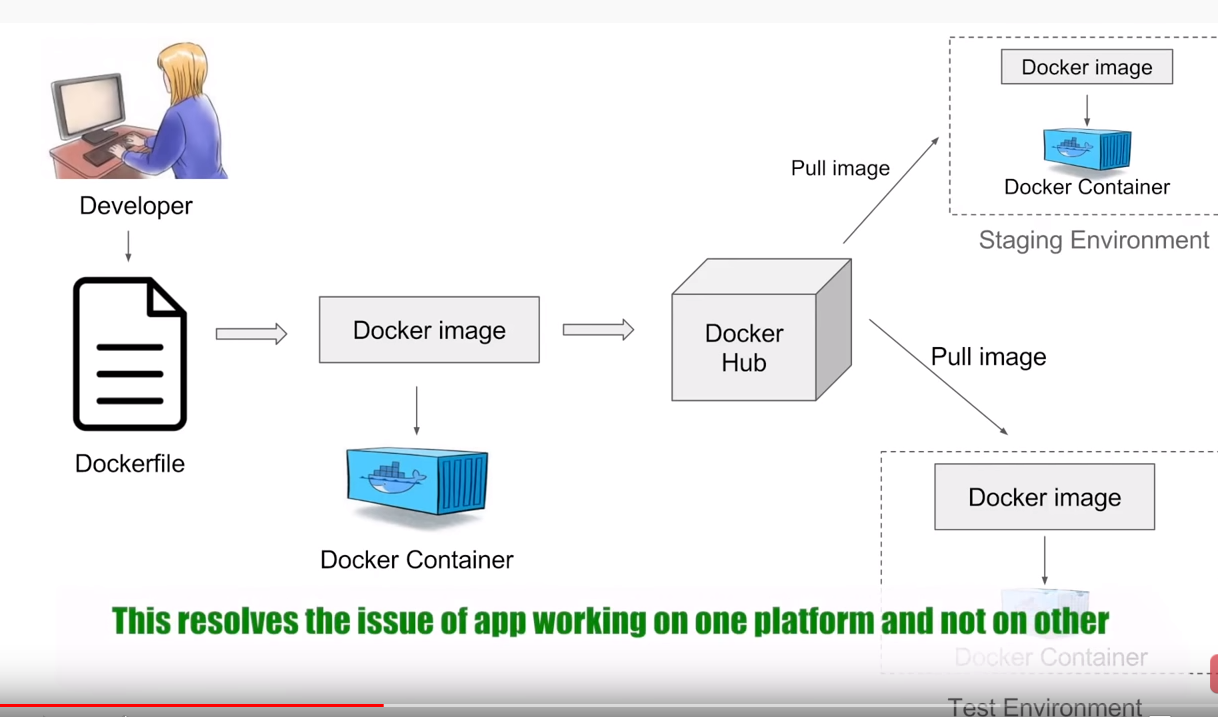 Docker image
Docker Container
Staging Environment
Pull image
Developer
Docker image
Docker
Hub
Pull image
Dockerfile
Docker Container
Docker image
This resolves the issue of app working on one platform and not on other
Docker Container
Test Environment